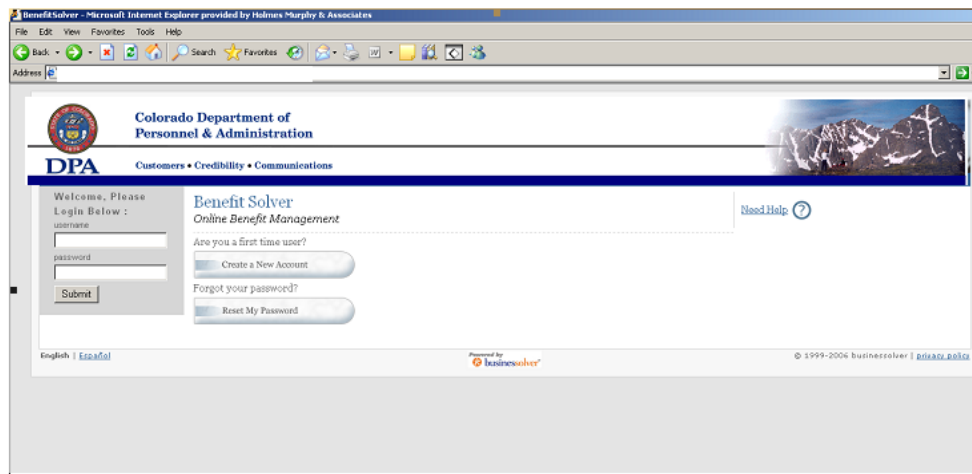 BenefitSolver - Microsoft Internet Explorer provided by Holmes Murphy & Associates
File Edit View Favorites Tools Help
Back Search Favorites
Address
Colorado Department of
Personnel & Administration
DPA
Customers • Credibility • Communications
Welcome, Please
Login Below :
username
password
Submit
Benefit Solver
Online Benefit Management
Are you a first time user?
Create a New Account
Forgot your password?
Reset My Password
Need Help ?
English | Español
Powered by
businessolver
© 1999-2006 businessolver | privacy policy